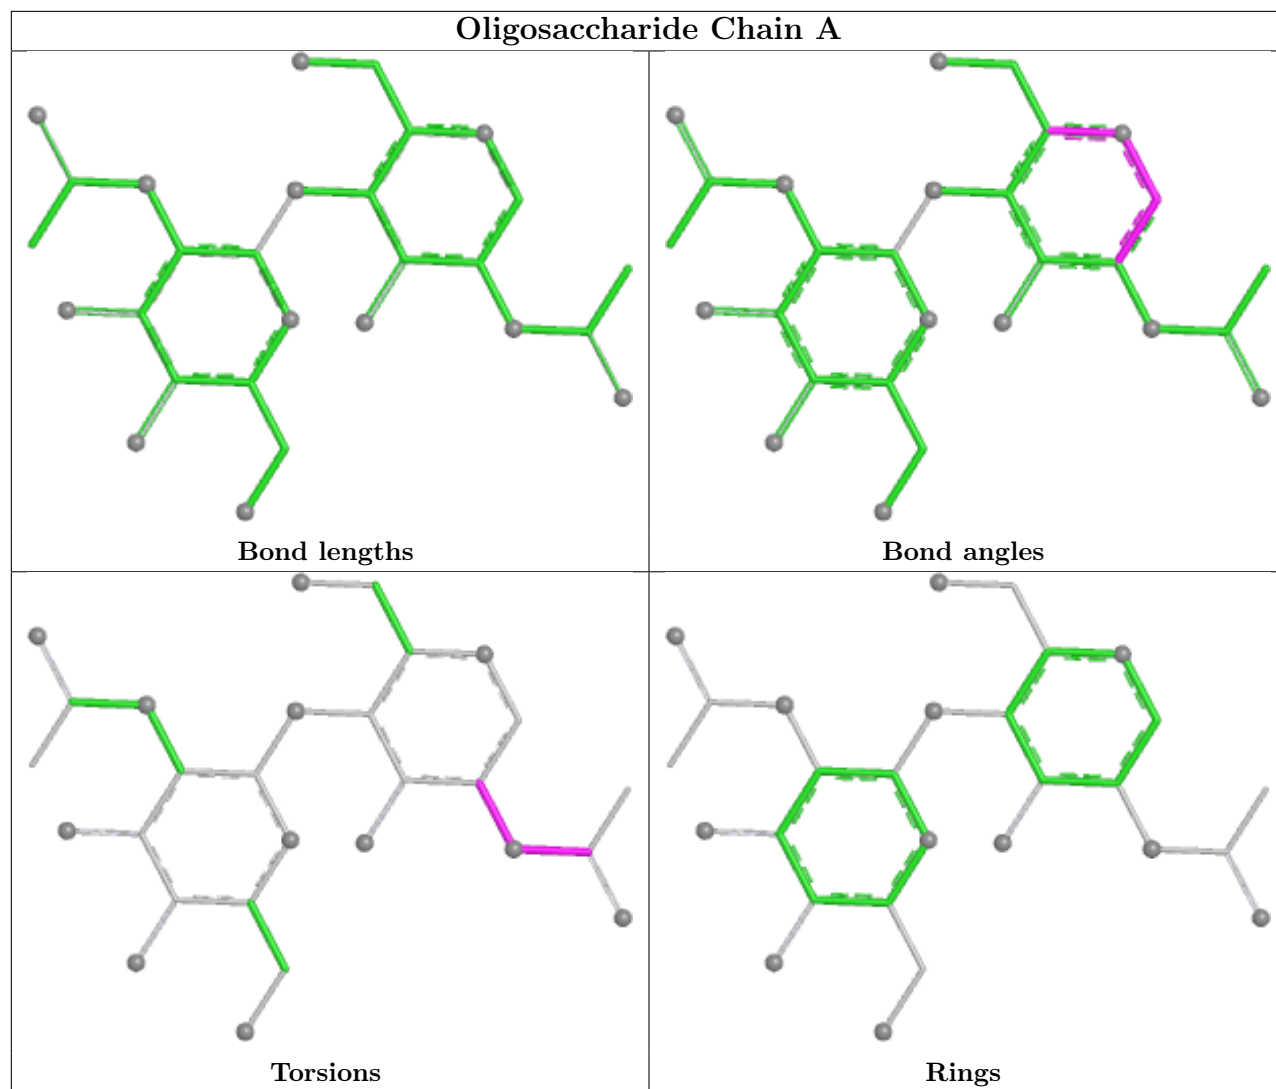 Oligosaccharide Chain A
Bond lengths
Bond angles
Torsions
Rings